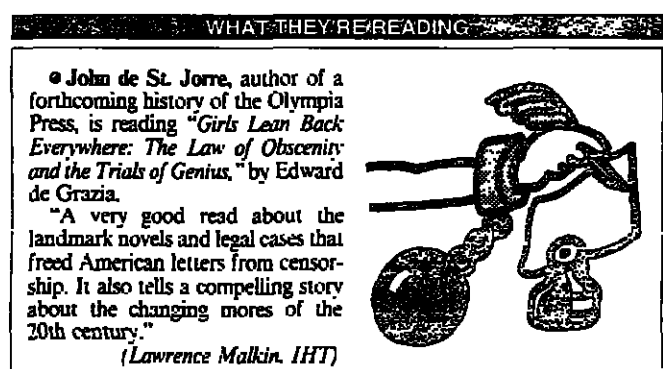 WHAT THEY'RE READING
• John de St. Jorre, author of a
forthcoming history of the Olympia
Press, is reading "Girls Lean Back
Everywhere: The Law of Obscenity
and the Trials of Genius," by Edward
de Grazia.
"A very good read about the
landmark novels and legal cases that
freed American letters from censor-
ship. It also tells a compelling story
about the changing mores of the
20th century."
(Lawrence Malkin, IHT)